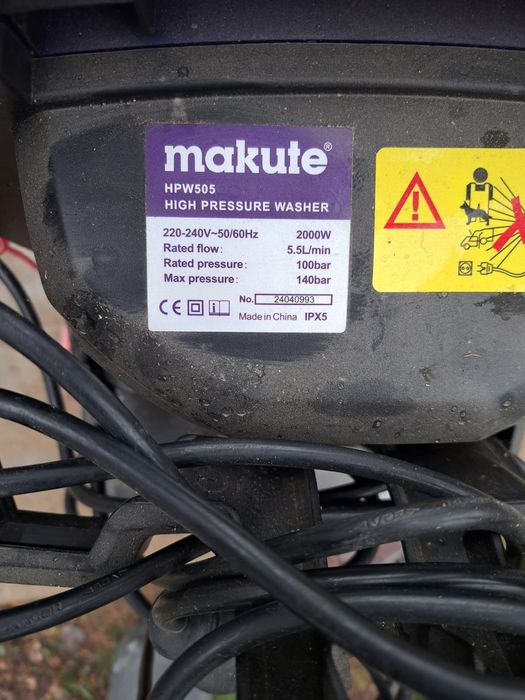 makute®
HPW505
HIGH PRESSURE WASHER
220-240V~50/60Hz 2000W
Rated flow: 5.5L/min
Rated pressure: 100bar
Max pressure: 140bar
No. 24040993
CE Made in China IPX5